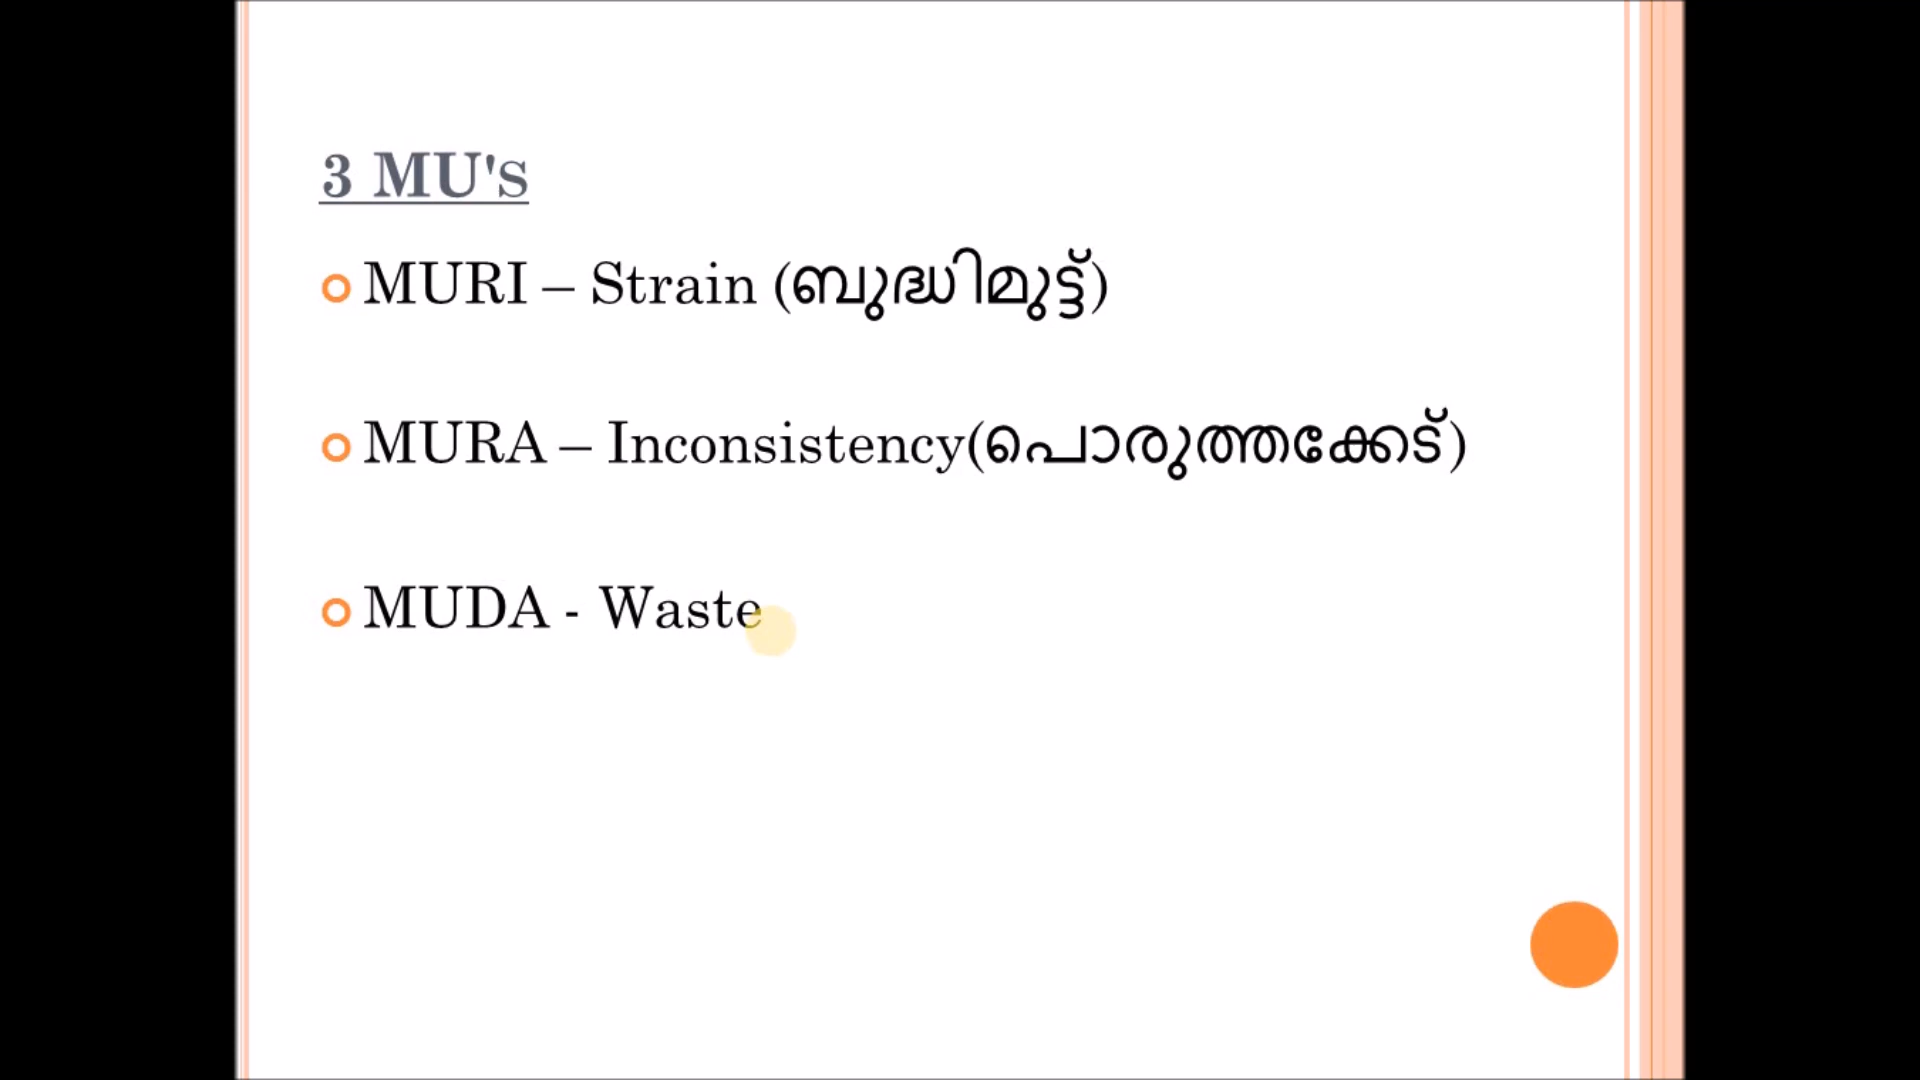 3 MU's
MURI – Strain (ബുദ്ധിമുട്ട്)
MURA – Inconsistency(പൊരുത്തക്കേട്)
MUDA - Waste